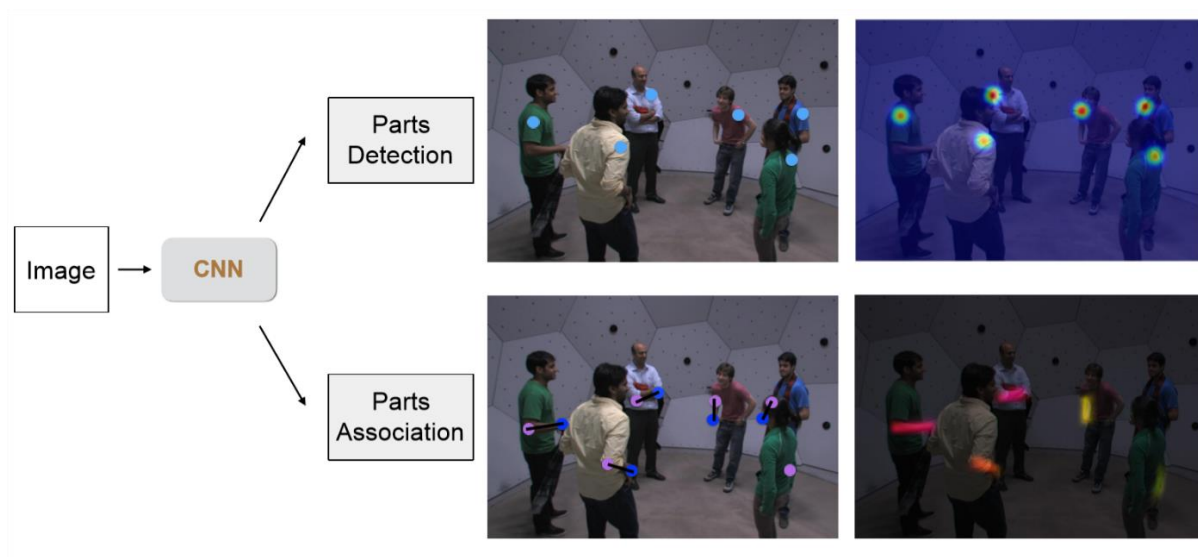 Parts
Detection
Image
CNN
Parts
Association